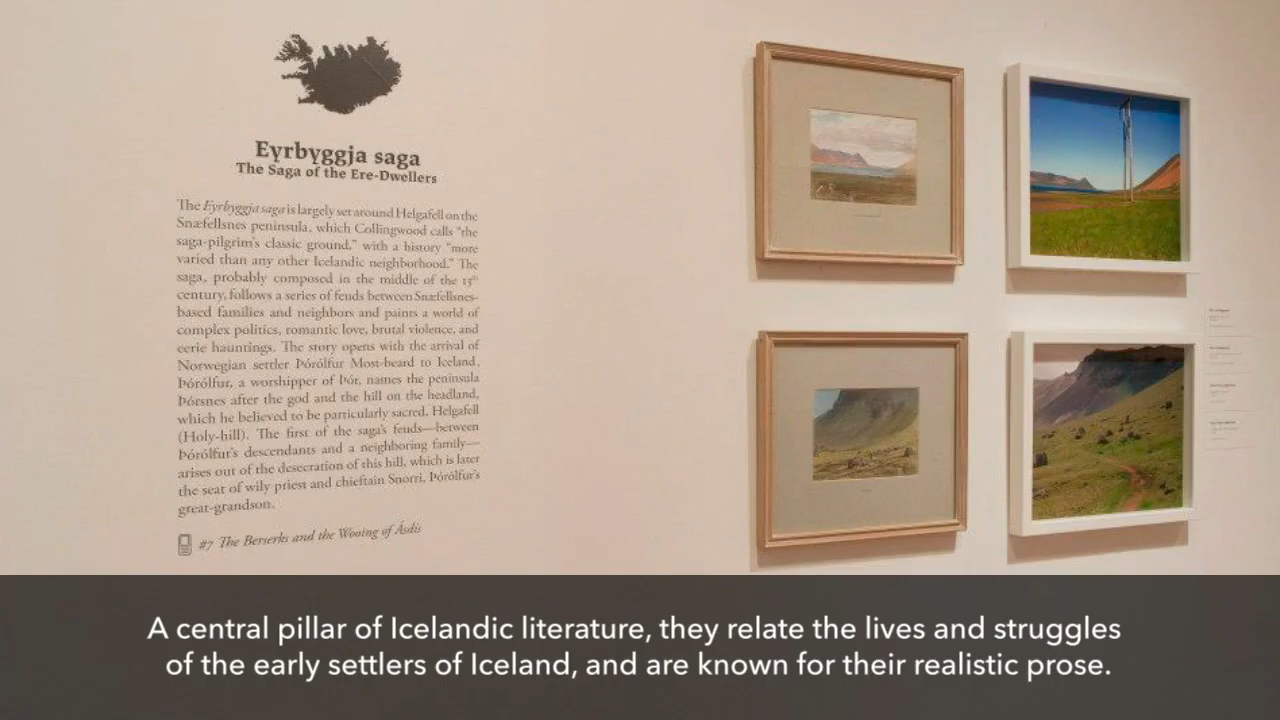 Eyrbyggja saga
The Saga of the Ere-Dwellers
The Eyrbyggja saga is largely set around Helgafell on the
Snæfellsnes peninsula, which Collingwood calls “the
saga-pilgrim’s classic ground,” with a history “more
varied than any other Icelandic neighborhood.” The
saga, probably composed in the middle of the 13th
century, follows a series of feuds between Snæfellsnes-
based families and neighbors and paints a world of
complex politics, romantic love, brutal violence, and
eerie hauntings. The story opens with the arrival of
Norwegian settler Þórólfur Most-beard to Iceland.
Þórólfur, a worshipper of Þór, names the peninsula
Þórsnes after the god and the hill on the headland,
which he believed to be particularly sacred, Helgafell
(Holy-hill). The first of the saga’s feuds—between
Þórólfur’s descendants and a neighboring family—
arises out of the desecration of this hill, which is later
the seat of wily priest and chieftain Snorri, Þórólfur’s
great-grandson.
#7 The Berserks and the Wooing of Ásdis
A central pillar of Icelandic literature, they relate the lives and struggles
of the early settlers of Iceland, and are known for their realistic prose.